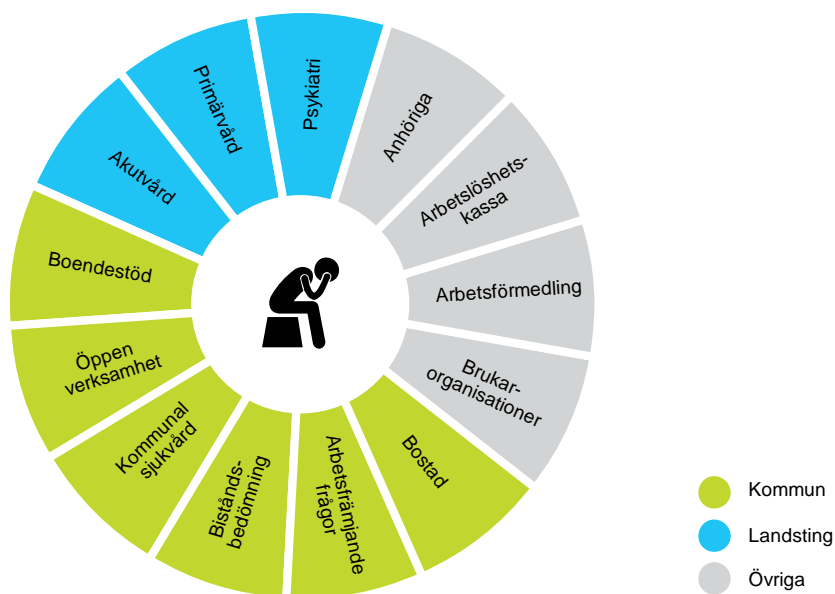 Psykiatri
Anhöriga
Arbetslöshets-
kassa
Arbetsförmedling
Brukar-
organisationer
Bostad
Arbetsfrämjande
frågor
Bistånds-
bedömning
Kommunal
sjukvård
Öppen
verksamhet
Boendestöd
Akutvård
Primärvård
Kommun
Landsting
Övriga